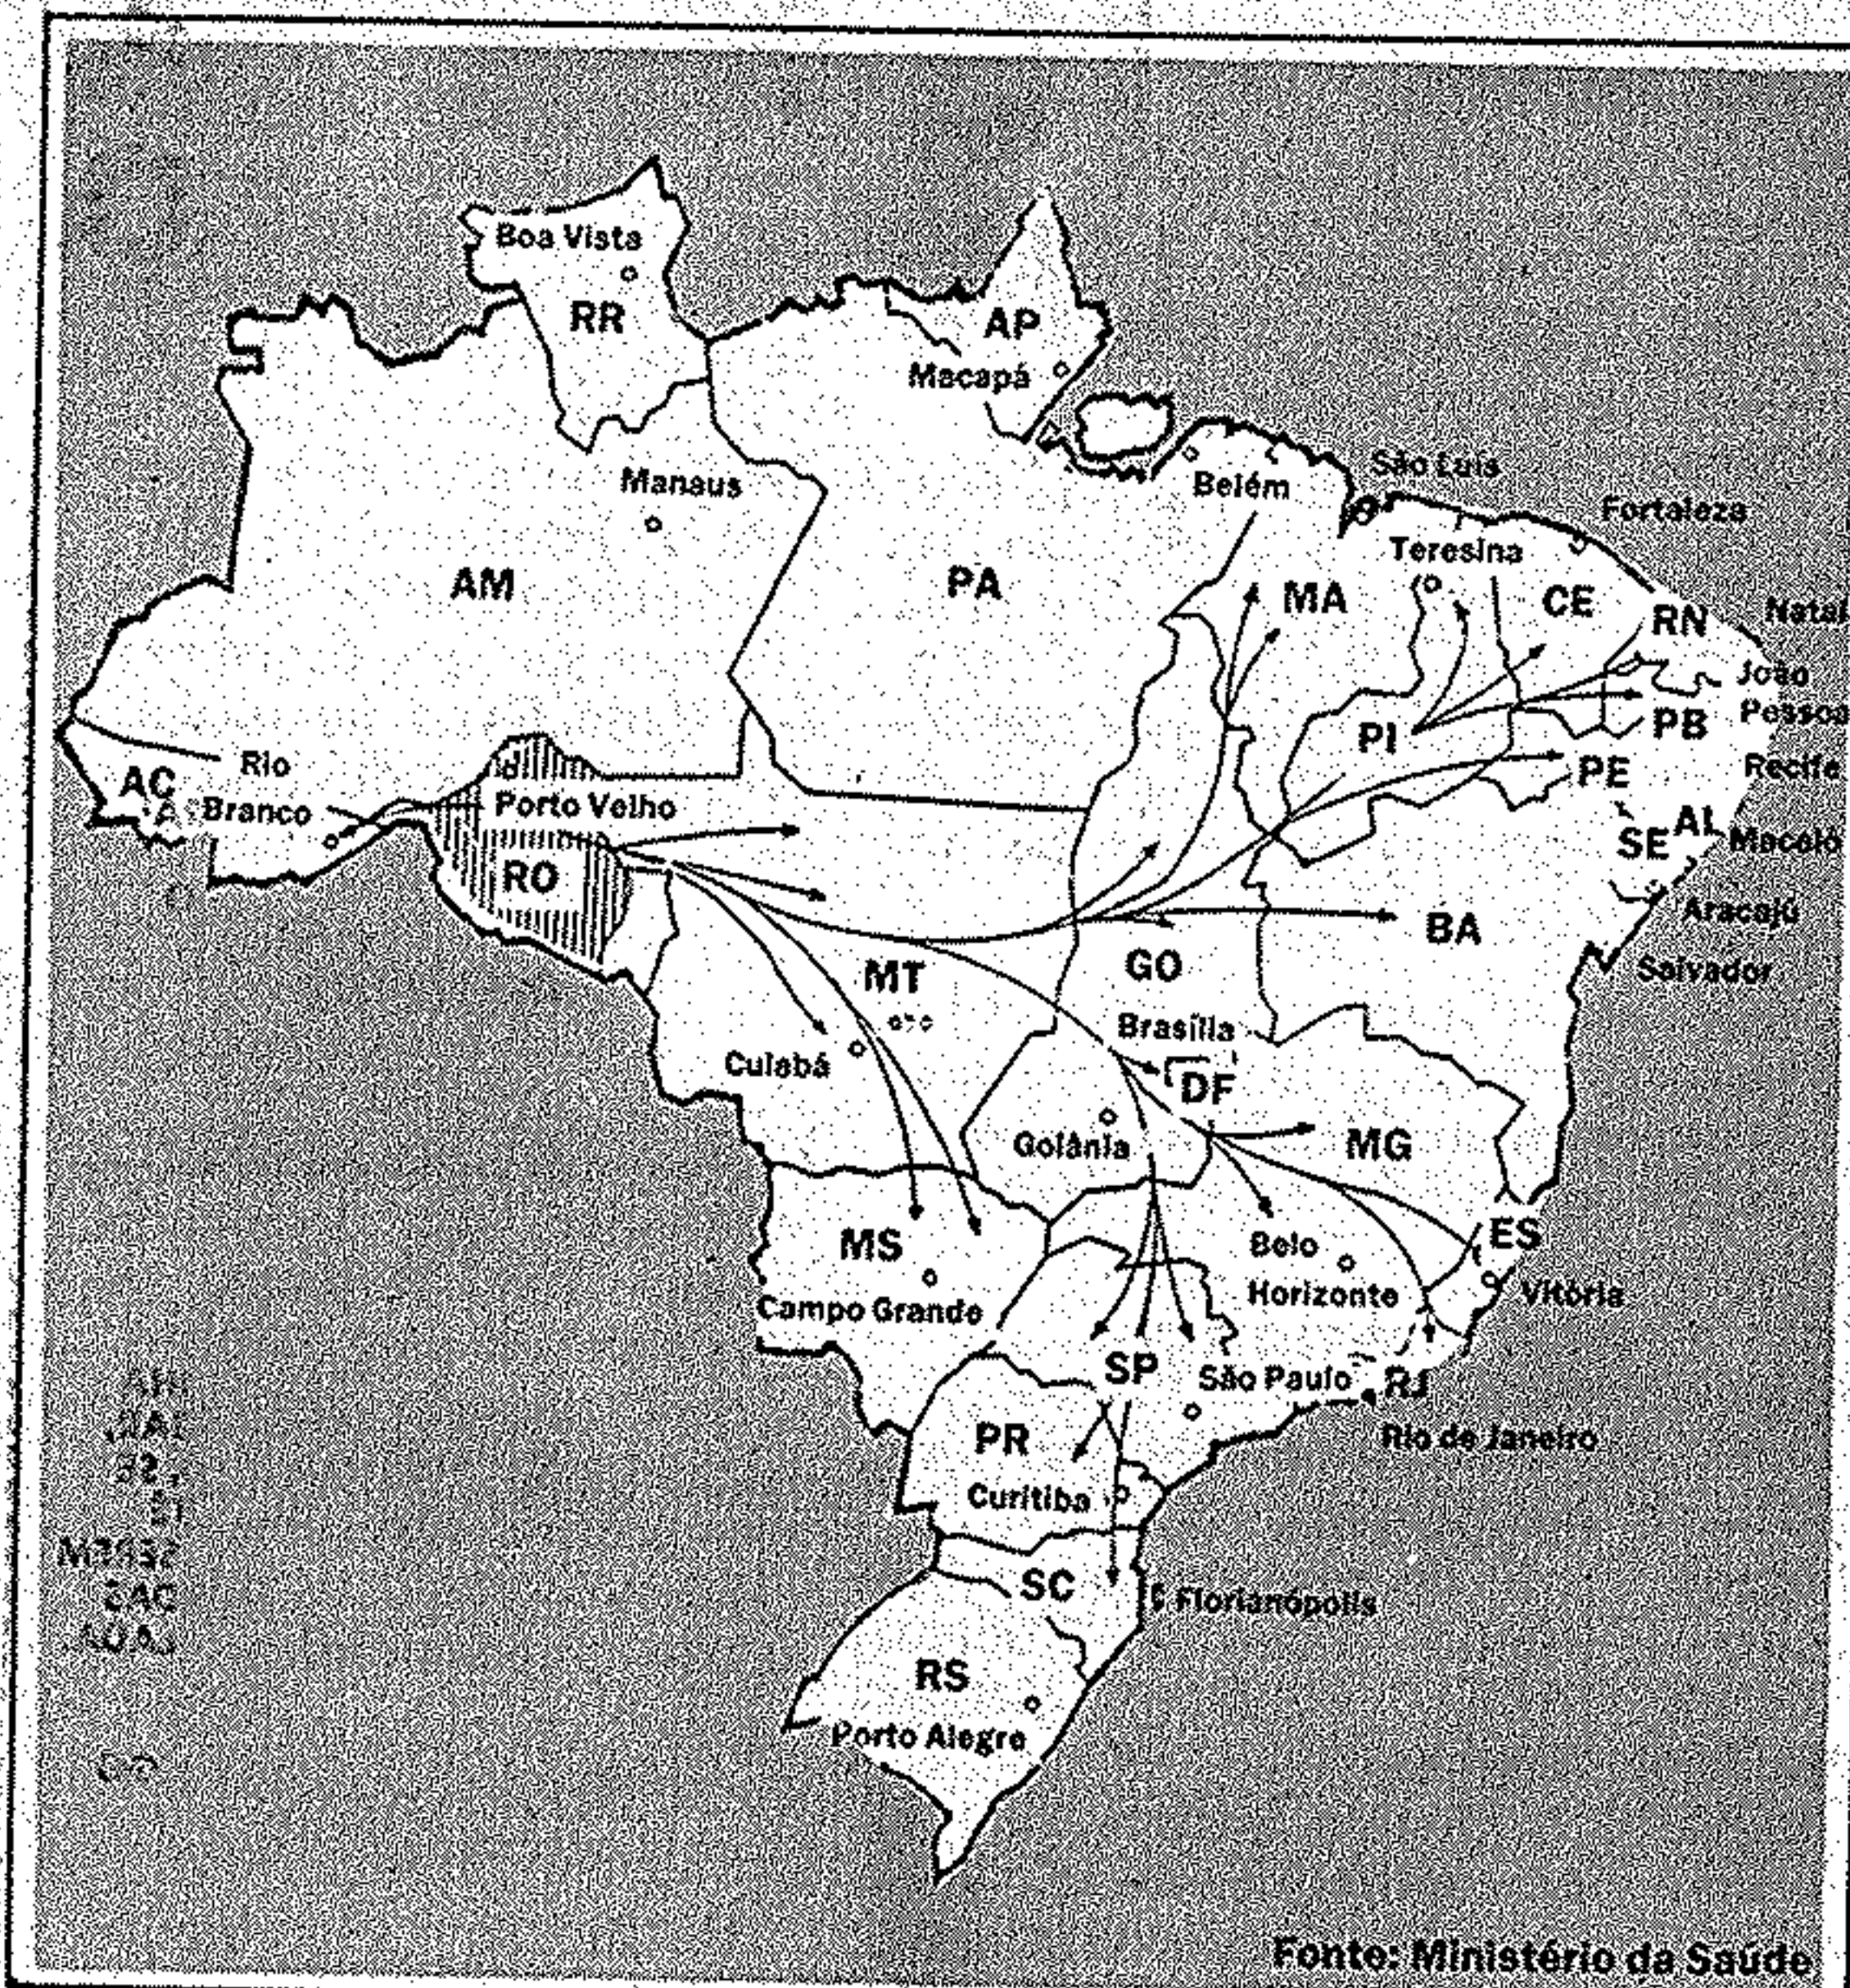 Boa Vista
RR
AP
Macapá
Manaus
Belém
São Luis
Fortaleza
Teresina
AM
PA
MA
CE
RN
Natal
João
Pessoa
PI
PB
PE
Recife
AC
Rio
Branco
Porto Velho
RO
SE
AL
Maceió
Aracajú
BA
Salvador
MT
GO
Brasília
DF
Cuiabá
Goiânia
MG
MS
Campo Grande
Belo
Horizonte
ES
Vitória
SP
São Paulo
RJ
Rio de Janeiro
PR
Curitiba
SC
Florianópolis
RS
Porto Alegre
Fonte: Ministério da Saúde